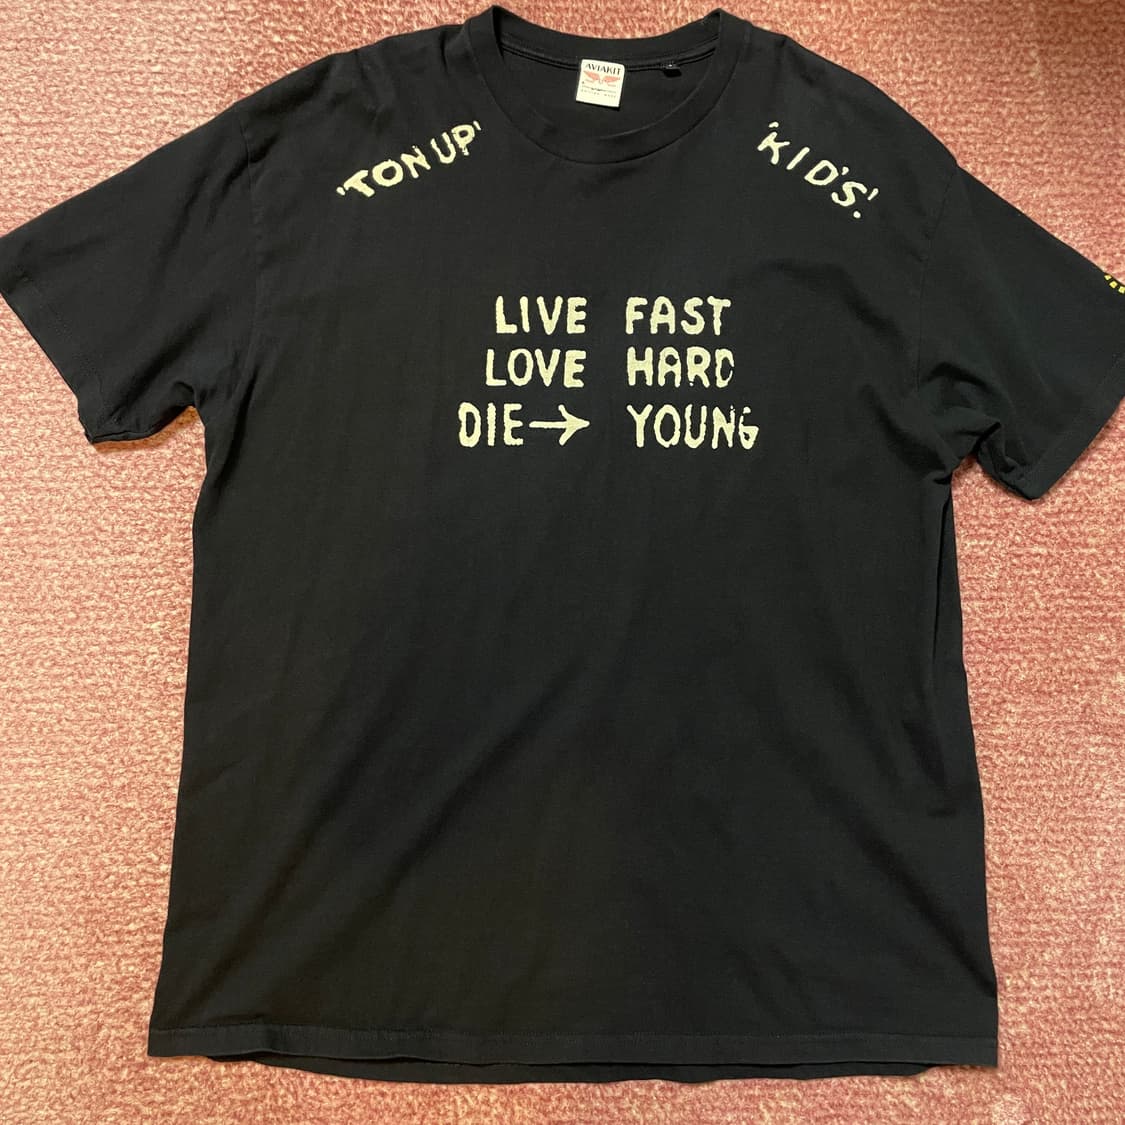 AVIAKIT
'TON UP'
'KID'S'.
LIVE FAST
LOVE HARD
DIE→ YOUNG